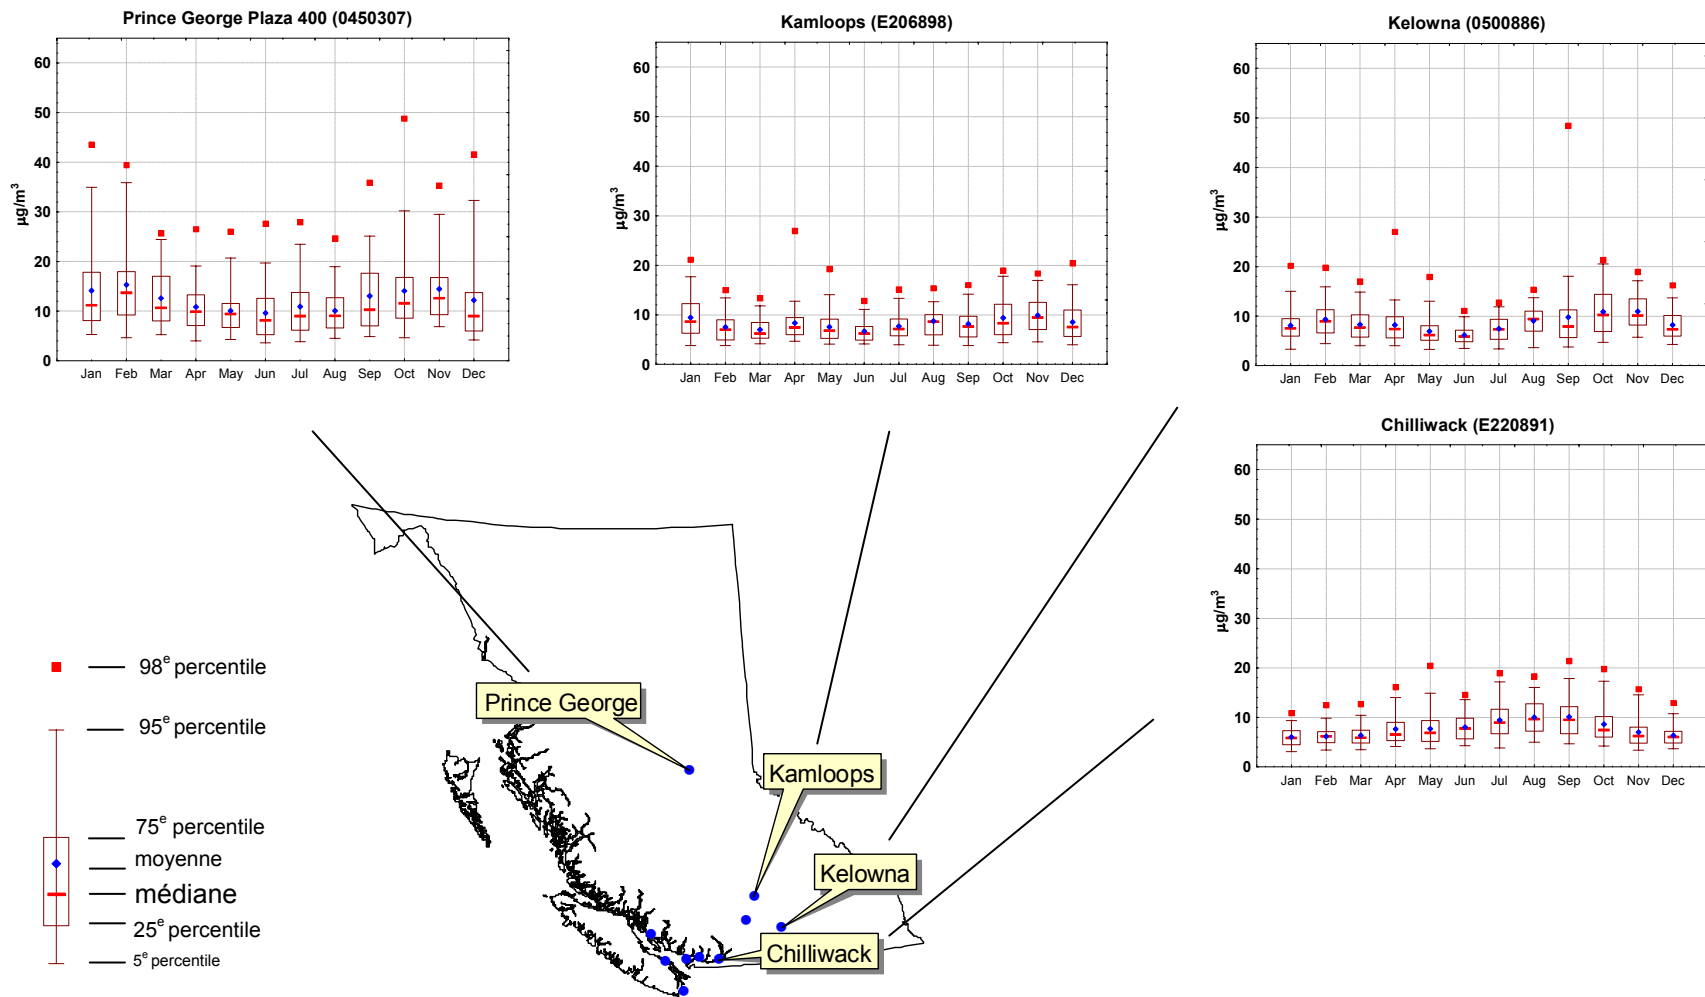 Prince George Plaza 400 (0450307)
µg/m³
60
50
40
30
20
10
0
Jan Feb Mar Apr May Jun Jul Aug Sep Oct Nov Dec
Kamloops (E206898)
µg/m³
60
50
40
30
20
10
0
Jan Feb Mar Apr May Jun Jul Aug Sep Oct Nov Dec
Kelowna (0500886)
µg/m³
60
50
40
30
20
10
0
Jan Feb Mar Apr May Jun Jul Aug Sep Oct Nov Dec
Chilliwack (E220891)
µg/m³
60
50
40
30
20
10
0
Jan Feb Mar Apr May Jun Jul Aug Sep Oct Nov Dec
98e percentile
95e percentile
75e percentile
moyenne
médiane
25e percentile
5e percentile
Prince George
Kamloops
Kelowna
Chilliwack